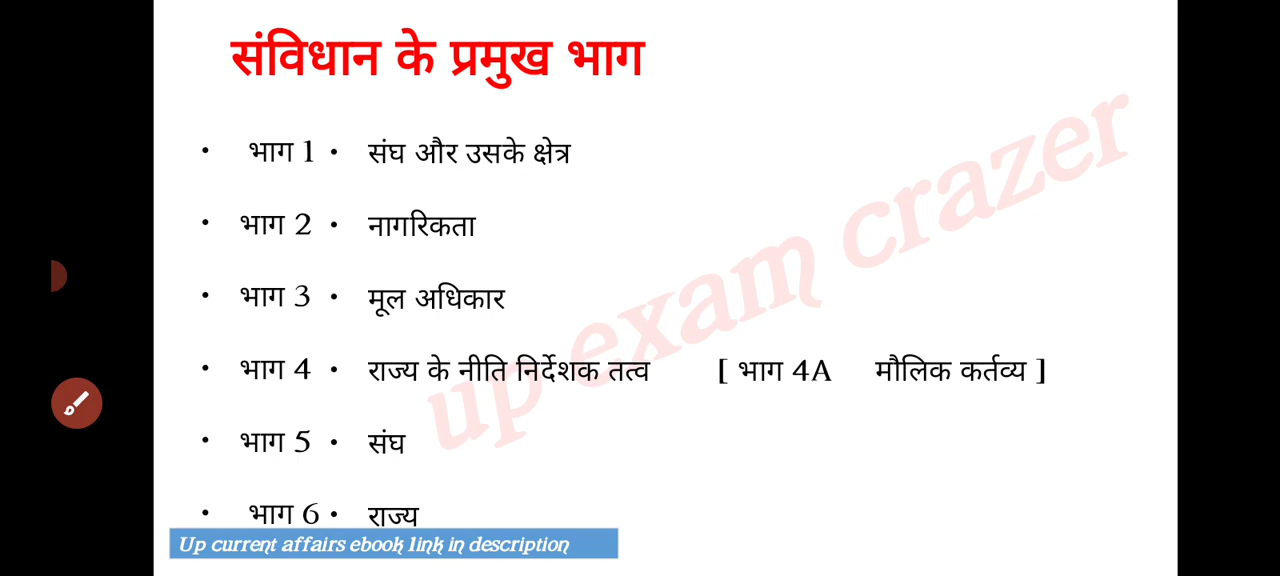 संविधान के प्रमुख भाग
• भाग 1 • संघ और उसके क्षेत्र
• भाग 2 • नागरिकता
• भाग 3 • मूल अधिकार
• भाग 4 • राज्य के नीति निर्देशक तत्व [ भाग 4A मौलिक कर्तव्य ]
• भाग 5 • संघ
• भाग 6 • राज्य
Up current affairs ebook link in description
up exam crazer